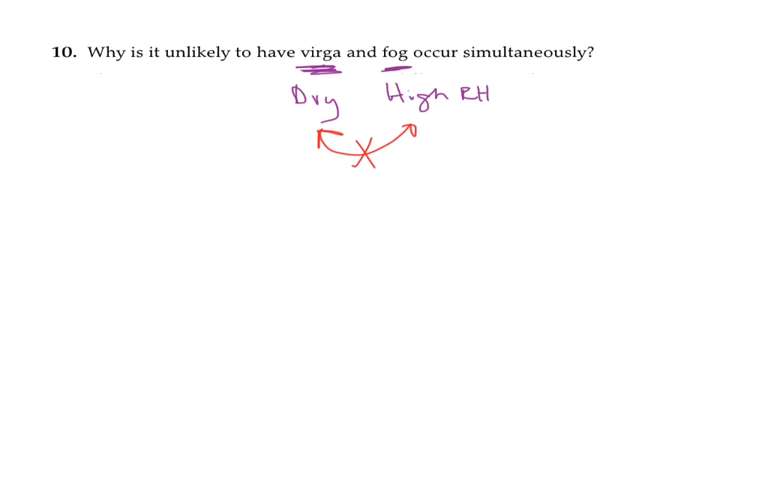 10. Why is it unlikely to have virga and fog occur simultaneously?
Dry High RH